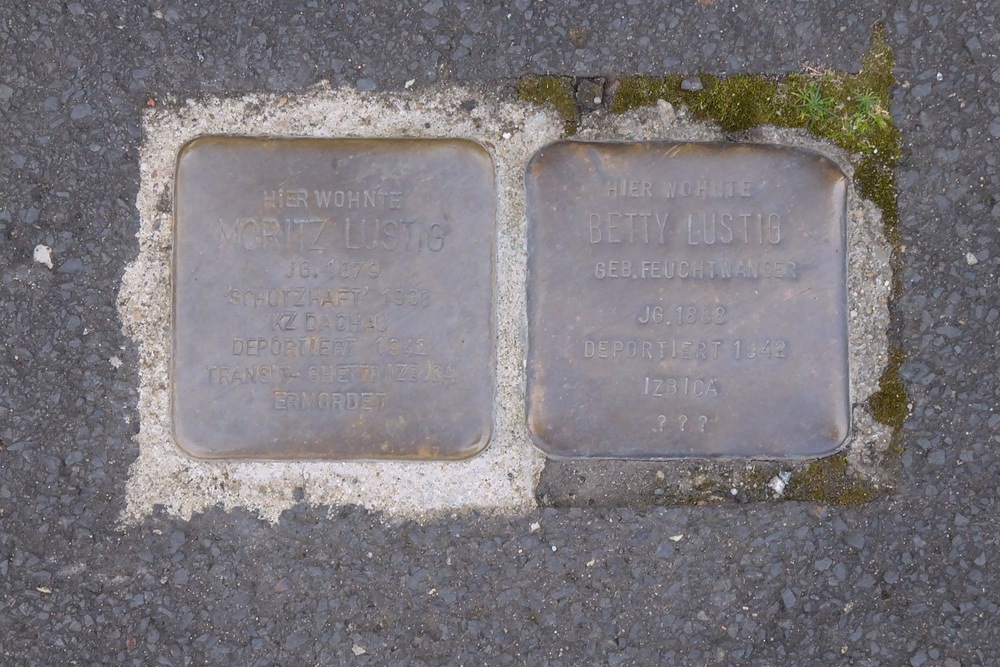 HIER WOHNTE
MORITZ LUSTIG
JG. 1879
'SCHUTZHAFT' 1938
KZ DACHAU
DEPORTIERT 1942
TRANSIT-GHETTO IZBICA
ERMORDET
HIER WOHNTE
BETTY LUSTIG
GEB. FEUCHTWANGER
JG. 1888
DEPORTIERT 1942
IZBICA
? ? ?